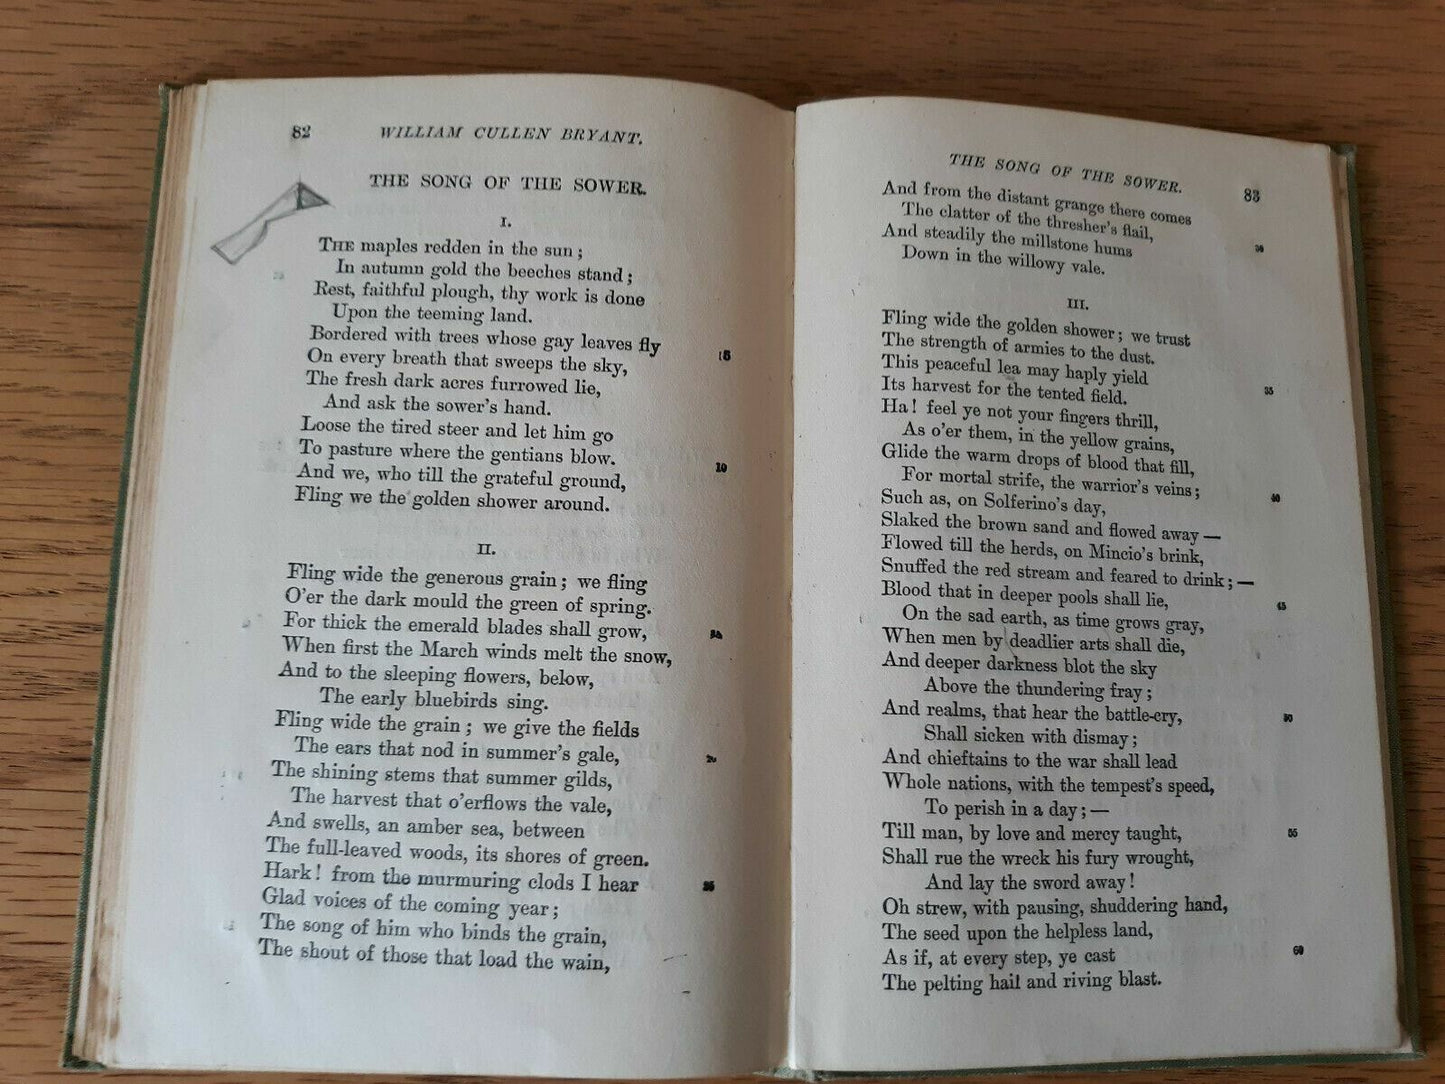 82 WILLIAM CULLEN BRYANT.
THE SONG OF THE SOWER.
I.
THE maples redden in the sun;
In autumn gold the beeches stand;
Rest, faithful plough, thy work is done
Upon the teeming land.
Bordered with trees whose gay leaves fly 5
On every breath that sweeps the sky,
The fresh dark acres furrowed lie,
And ask the sower's hand.
Loose the tired steer and let him go
To pasture where the gentians blow. 10
And we, who till the grateful ground,
Fling we the golden shower around.
II.
Fling wide the generous grain; we fling
O'er the dark mould the green of spring.
For thick the emerald blades shall grow,
When first the March winds melt the snow,
And to the sleeping flowers, below,
The early bluebirds sing.
Fling wide the grain; we give the fields
The ears that nod in summer's gale,
The shining stems that summer gilds,
The harvest that o'erflows the vale,
And swells, an amber sea, between
The full-leaved woods, its shores of green.
Hark! from the murmuring clods I hear 25
Glad voices of the coming year;
The song of him who binds the grain,
The shout of those that load the wain,
THE SONG OF THE SOWER. 83
And from the distant grange there comes
The clatter of the thresher's flail, 30
And steadily the millstone hums
Down in the willowy vale.
III.
Fling wide the golden shower; we trust
The strength of armies to the dust.
This peaceful lea may haply yield 35
Its harvest for the tented field.
Ha! feel ye not your fingers thrill,
As o'er them, in the yellow grains,
Glide the warm drops of blood that fill,
For mortal strife, the warrior's veins; 40
Such as, on Solferino's day,
Slaked the brown sand and flowed away—
Flowed till the herds, on Mincio's brink,
Snuffed the red stream and feared to drink;—
Blood that in deeper pools shall lie, 45
On the sad earth, as time grows gray,
When men by deadlier arts shall die,
And deeper darkness blot the sky
Above the thundering fray;
And realms, that hear the battle-cry, 50
Shall sicken with dismay;
And chieftains to the war shall lead
Whole nations, with the tempest's speed,
To perish in a day;—
Till man, by love and mercy taught, 55
Shall rue the wreck his fury wrought,
And lay the sword away!
Oh strew, with pausing, shuddering hand,
The seed upon the helpless land,
As if, at every step, ye cast 60
The pelting hail and riving blast.